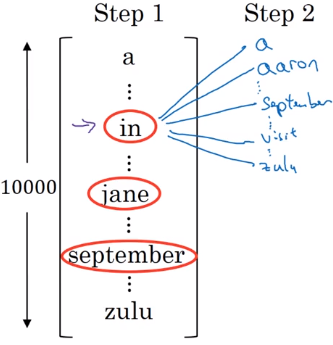 Step 1
Step 2
a
in
jane
september
zulu
10000
a
aaron
September
visit
zulu